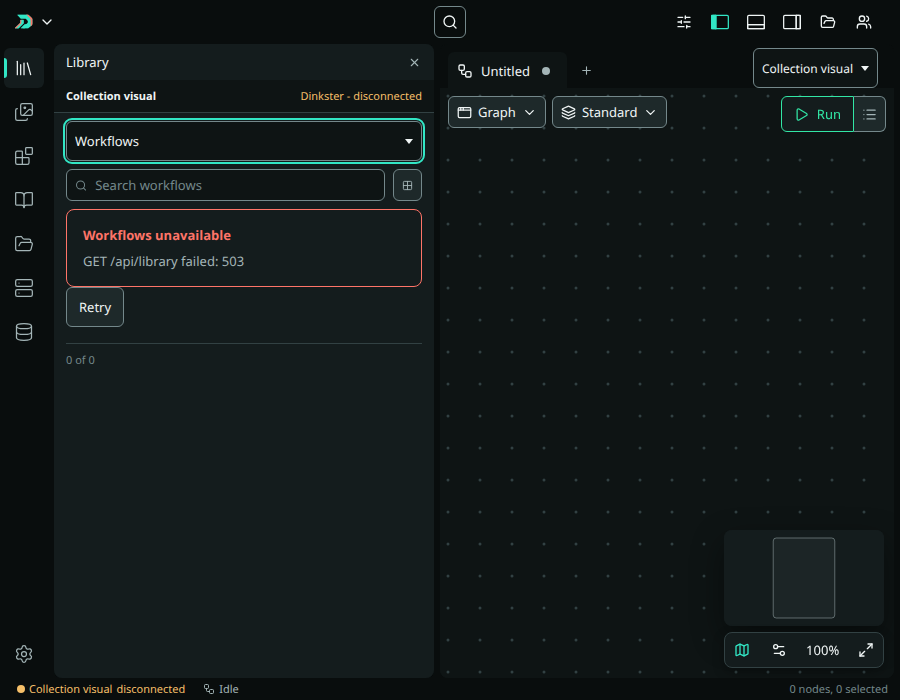 Library
Collection visual
Dinkster - disconnected
Workflows
Search workflows
Workflows unavailable
GET /api/library failed: 503
Retry
0 of 0
Untitled
Collection visual
Graph
Standard
Run
100%
Collection visual disconnected
Idle
0 nodes, 0 selected